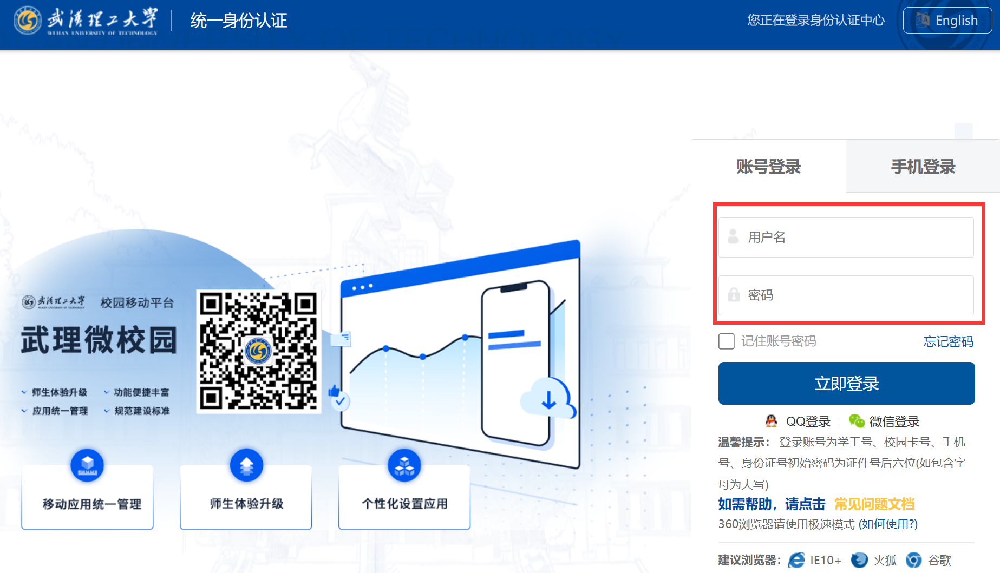 武汉理工大学
WUHAN UNIVERSITY OF TECHNOLOGY
统一身份认证
您正在登录身份认证中心
English
账号登录
手机登录
用户名
密码
记住账号密码
忘记密码
立即登录
QQ登录
微信登录
温馨提示： 登录账号为学工号、校园卡号、手机
号、身份证号初始密码为证件号后六位(如包含字
母为大写)
如需帮助，请点击 常见问题文档
360浏览器请使用极速模式 (如何使用?)
建议浏览器： IE10+ 火狐 谷歌
武汉理工大学
WUHAN UNIVERSITY OF TECHNOLOGY
校园移动平台
武理微校园
师生体验升级
功能便捷丰富
应用统一管理
规范建设标准
移动应用统一管理
师生体验升级
个性化设置应用